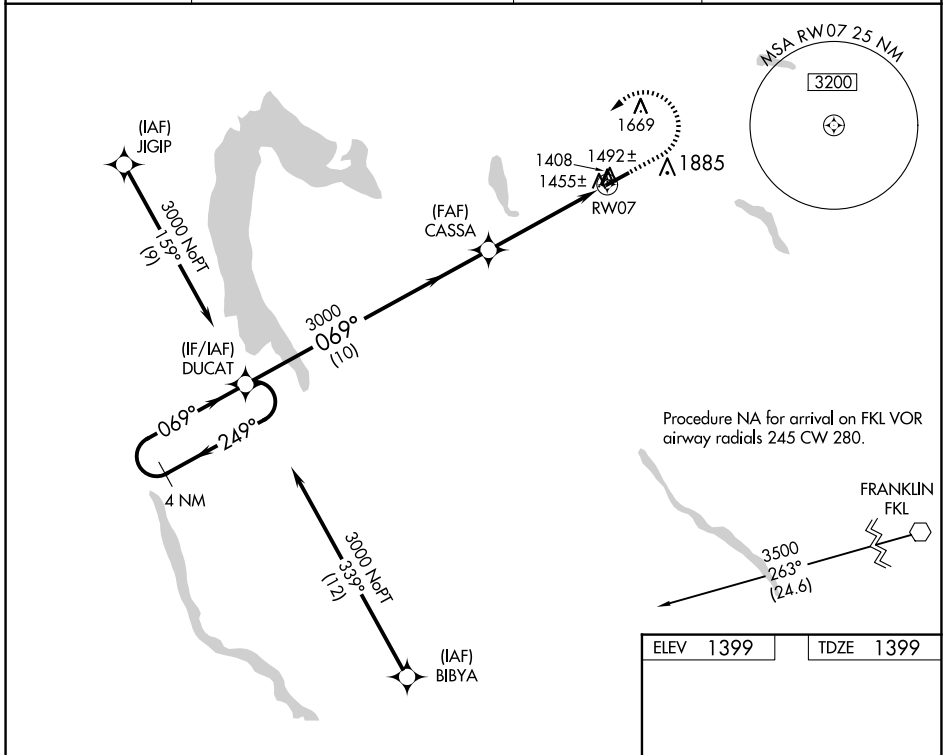 MSA RW07 25 NM
3200
(IAF)
JIGIP
3000 NoPT
159°
(9)
1669
1408
1492±
1455±
1885
RW07
(FAF)
CASSA
3000
069°
(10)
(IF/IAF)
DUCAT
069°
249°
4 NM
Procedure NA for arrival on FKL VOR
airway radials 245 CW 280.
FRANKLIN
FKL
3500
263°
(24.6)
3000 NoPT
339°
(12)
(IAF)
BIBYA
ELEV 1399
TDZE 1399